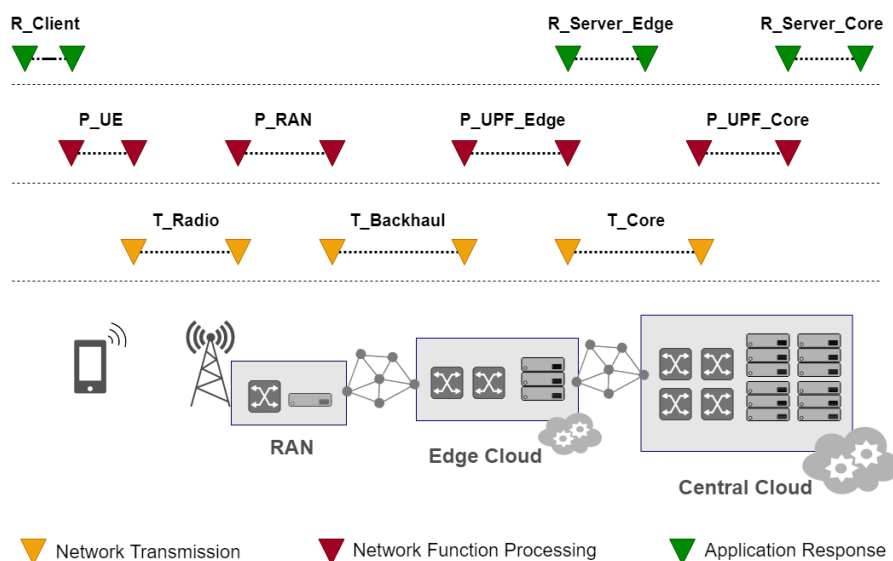 R_Client
R_Server_Edge
R_Server_Core
P_UE
P_RAN
P_UPF_Edge
P_UPF_Core
T_Radio
T_Backhaul
T_Core
RAN
Edge Cloud
Central Cloud
Network Transmission
Network Function Processing
Application Response